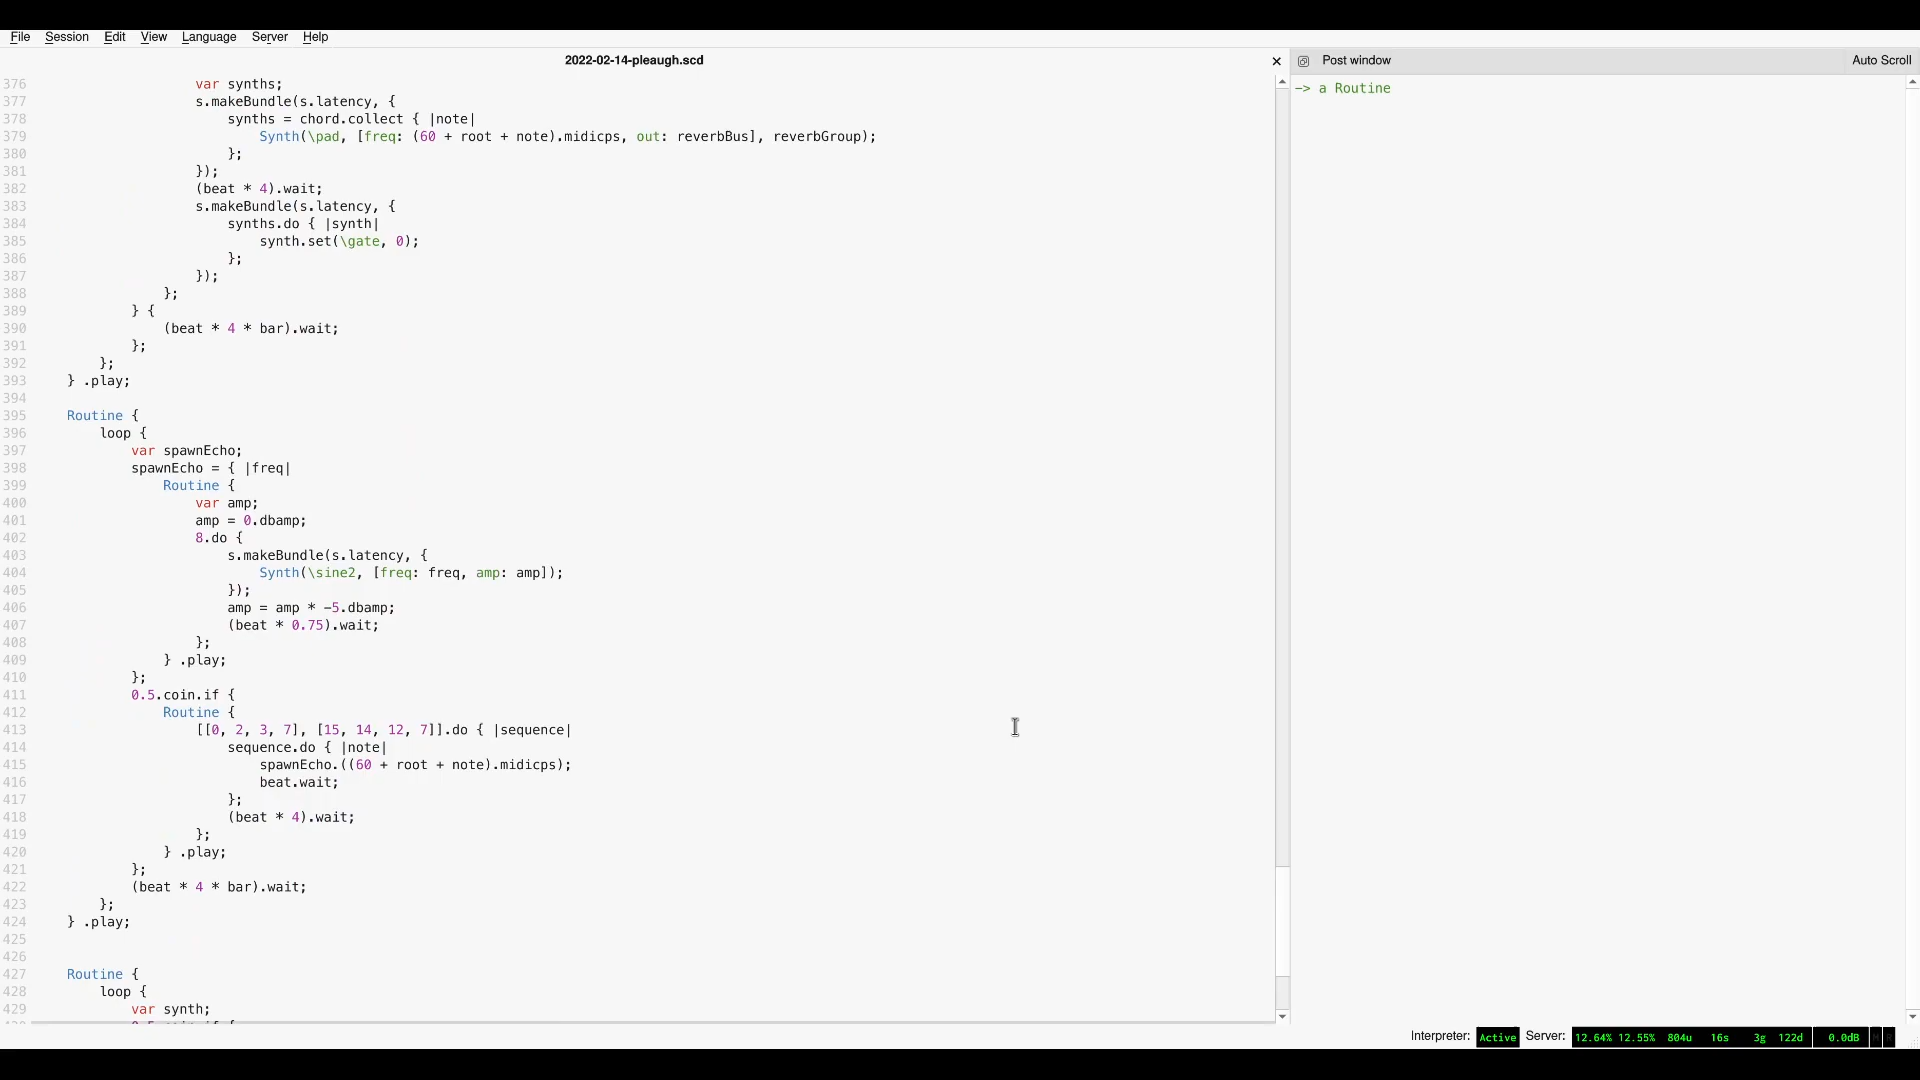 File Session Edit View Language Server Help
2022-02-14-pleaugh.scd
Post window Auto Scroll
376 var synths;
377 s.makeBundle(s.latency, {
378 synths = chord.collect { |note|
379 Synth(\pad, [freq: (60 + root + note).midicps, out: reverbBus], reverbGroup);
380 };
381 });
382 (beat * 4).wait;
383 s.makeBundle(s.latency, {
384 synths.do { |synth|
385 synth.set(\gate, 0);
386 };
387 });
388 };
389 } {
390 (beat * 4 * bar).wait;
391 };
392 };
393 } .play;
394
395 Routine {
396 loop {
397 var spawnEcho;
398 spawnEcho = { |freq|
399 Routine {
400 var amp;
401 amp = 0.dbamp;
402 8.do {
403 s.makeBundle(s.latency, {
404 Synth(\sine2, [freq: freq, amp: amp]);
405 });
406 amp = amp * -5.dbamp;
407 (beat * 0.75).wait;
408 };
409 } .play;
410 };
411 0.5.coin.if {
412 Routine {
413 [[0, 2, 3, 7], [15, 14, 12, 7]].do { |sequence|
414 sequence.do { |note|
415 spawnEcho.((60 + root + note).midicps);
416 beat.wait;
417 };
418 (beat * 4).wait;
419 };
420 } .play;
421 };
422 (beat * 4 * bar).wait;
423 };
424 } .play;
425
426
427 Routine {
428 loop {
429 var synth;
-> a Routine
Interpreter: Active Server: 12.64% 12.55% 804u 16s 3g 122d 0.0dB